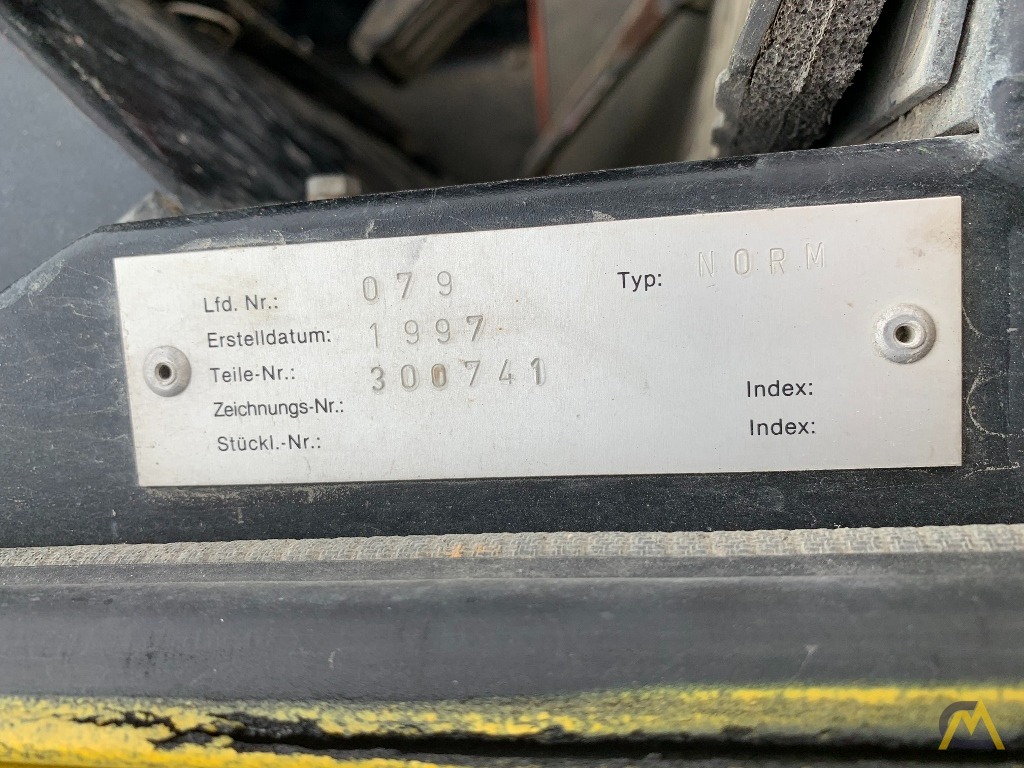 Lfd. Nr.: 079 Typ: NORM
Erstelldatum: 1997
Teile-Nr.: 300741
Zeichnungs-Nr.: Index:
Stückl.-Nr.: Index: